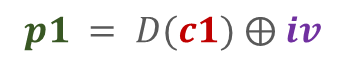 p1 = D(c1) ⊕ iv